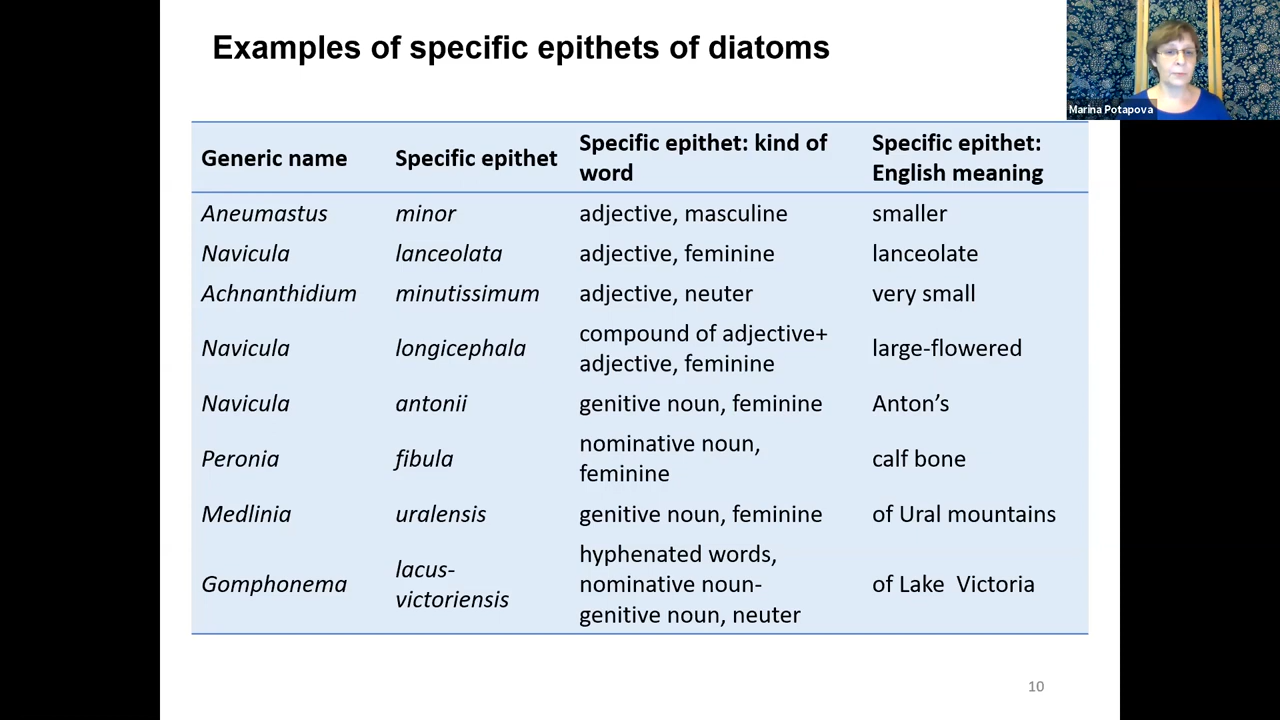 Examples of specific epithets of diatoms
Marina Potapova
Generic name
Specific epithet
Specific epithet: kind of
word
Specific epithet:
English meaning
Aneumastus
minor
adjective, masculine
smaller
Navicula
lanceolata
adjective, feminine
lanceolate
Achnanthidium
minutissimum
adjective, neuter
very small
Navicula
longicephala
compound of adjective+
adjective, feminine
large-flowered
Navicula
antonii
genitive noun, feminine
Anton’s
Peronia
fibula
nominative noun,
feminine
calf bone
Medlinia
uralensis
genitive noun, feminine
of Ural mountains
Gomphonema
lacus-
victoriensis
hyphenated words,
nominative noun-
genitive noun, neuter
of Lake  Victoria
10